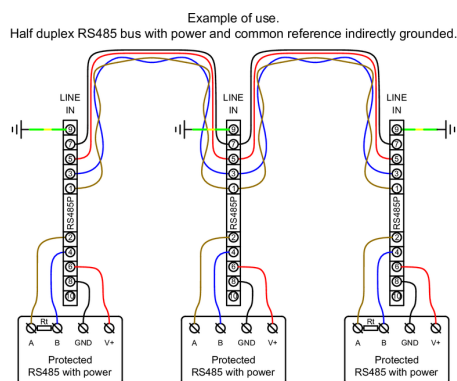 Example of use.
Half duplex RS485 bus with power and common reference indirectly grounded.
LINE LINE LINE
IN IN IN
9 9 9
7 7 7
5 5 5
3 3 3
1 1 1
RS485P RS485P RS485P
2 2 2
4 4 4
6 6 6
8 8 8
10 10 10
Rt Rt
A B GND V+ A B GND V+ A B GND V+
Protected Protected Protected
RS485 with power RS485 with power RS485 with power